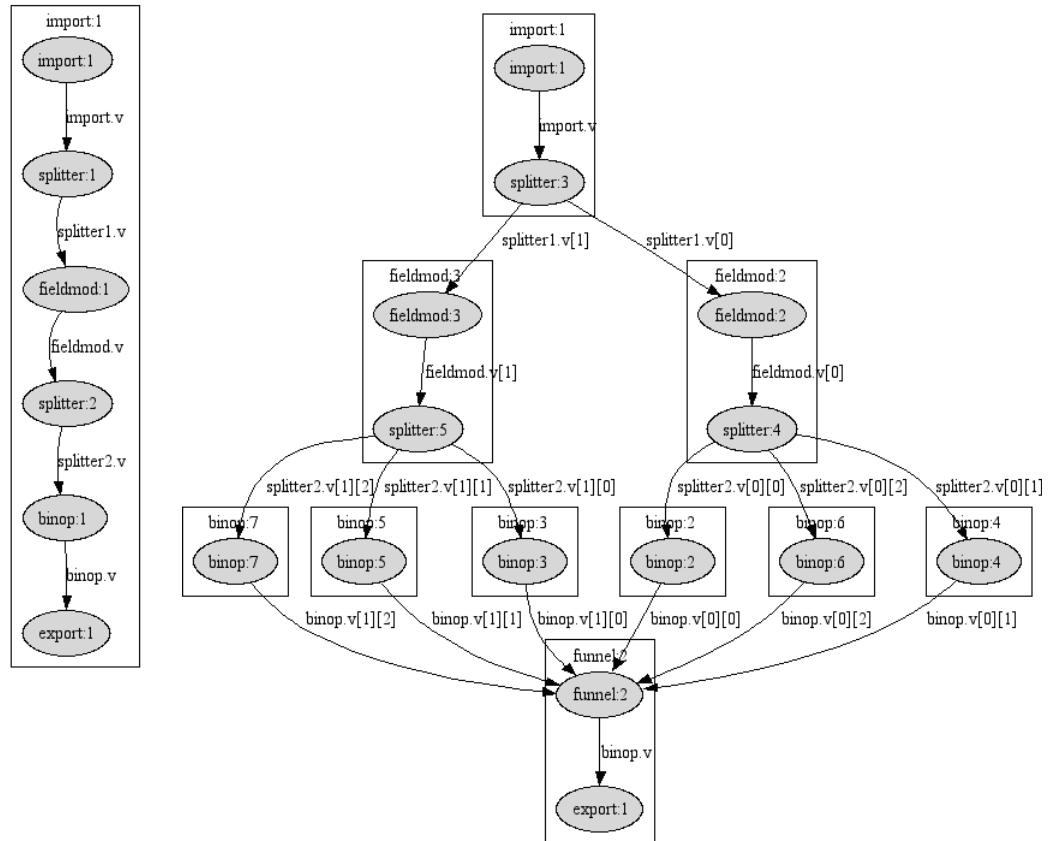 import:1
import:1
import.v
splitter:1
splitter1.v
fieldmod:1
fieldmod.v
splitter:2
splitter2.v
binop:1
binop.v
export:1
import:1
import:1
import.v
splitter:3
splitter1.v[1]
splitter1.v[0]
fieldmod:3
fieldmod:2
fieldmod:3
fieldmod:2
fieldmod.v[1]
fieldmod.v[0]
splitter:5
splitter:4
splitter2.v[1][2]
splitter2.v[1][1]
splitter2.v[1][0]
splitter2.v[0][0]
splitter2.v[0][2]
splitter2.v[0][1]
binop:7
binop:5
binop:3
binop:2
binop:6
binop:4
binop:7
binop:5
binop:3
binop:2
binop:6
binop:4
binop.v[1][2]
binop.v[1][1]
binop.v[1][0]
binop.v[0][0]
binop.v[0][2]
binop.v[0][1]
funnel:2
funnel:2
binop.v
export:1